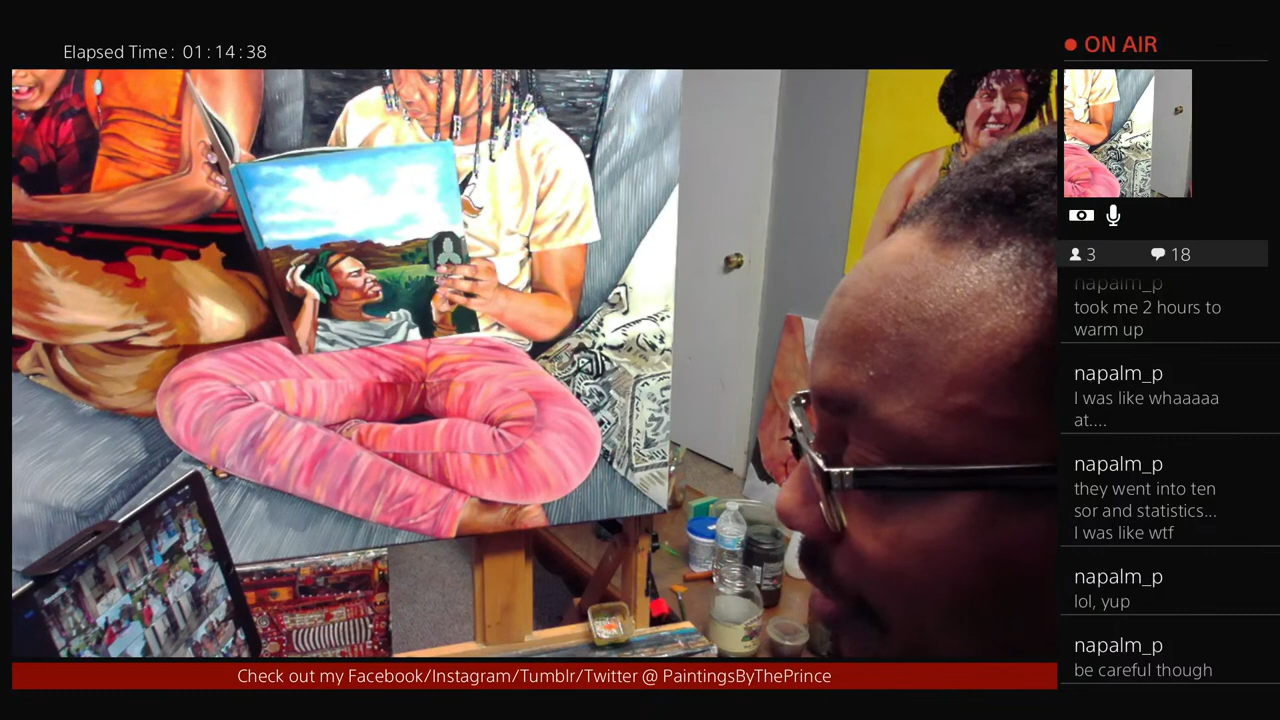 Elapsed Time: 01:14:38
ON AIR
3 18
napalm_p
took me 2 hours to
warm up
napalm_p
I was like whaaaaa
at....
napalm_p
they went into ten
sor and statistics...
I was like wtf
napalm_p
lol, yup
napalm_p
be careful though
Check out my Facebook/Instagram/Tumblr/Twitter @ PaintingsByThePrince